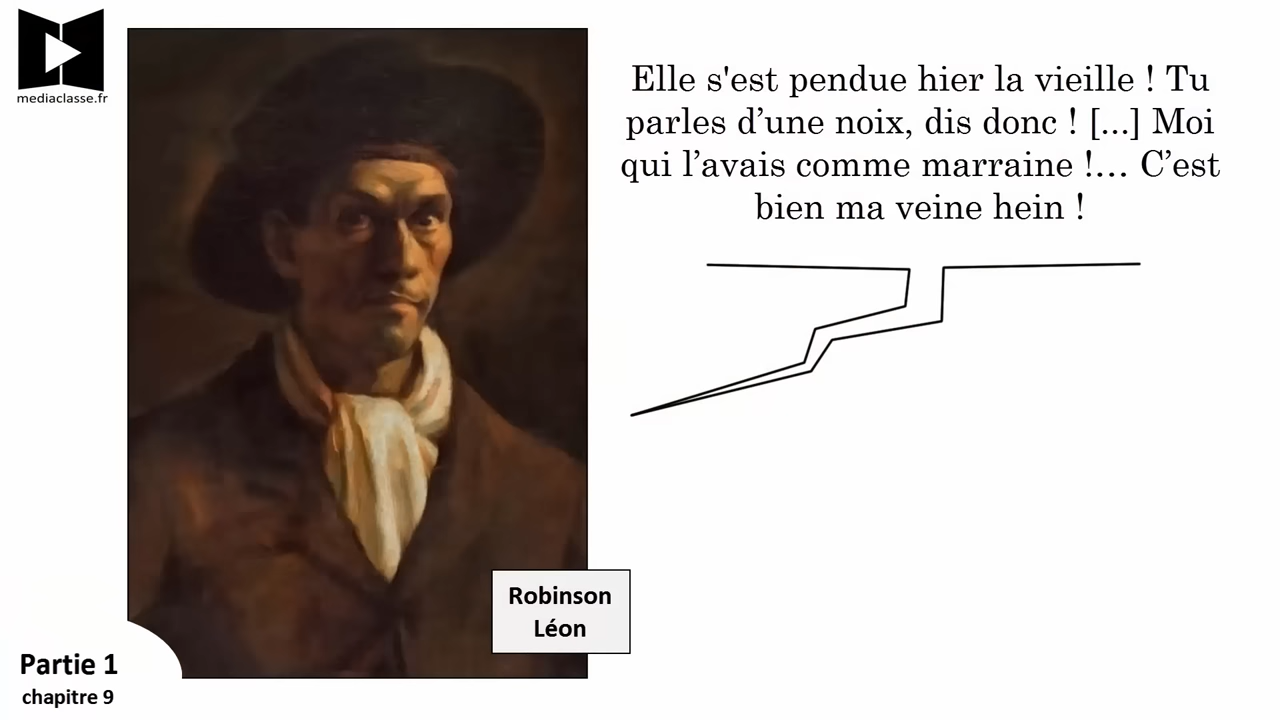 mediaclasse.fr
Elle s'est pendue hier la vieille ! Tu
parles d’une noix, dis donc ! [...] Moi
qui l’avais comme marraine !… C’est
bien ma veine hein !
Robinson
Léon
Partie 1
chapitre 9